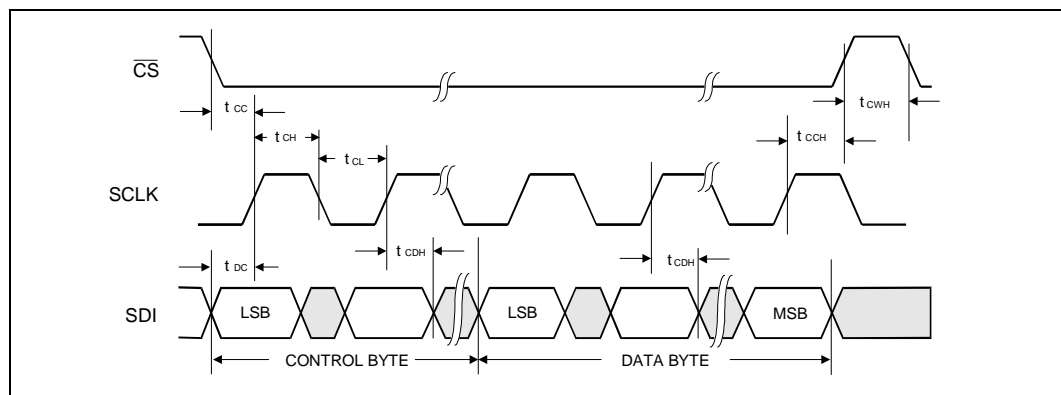 CS
t CC
t CWH
t CH
t CCH
t CL
SCLK
t CDH
t CDH
t DC
SDI
LSB
LSB
MSB
CONTROL BYTE
DATA BYTE